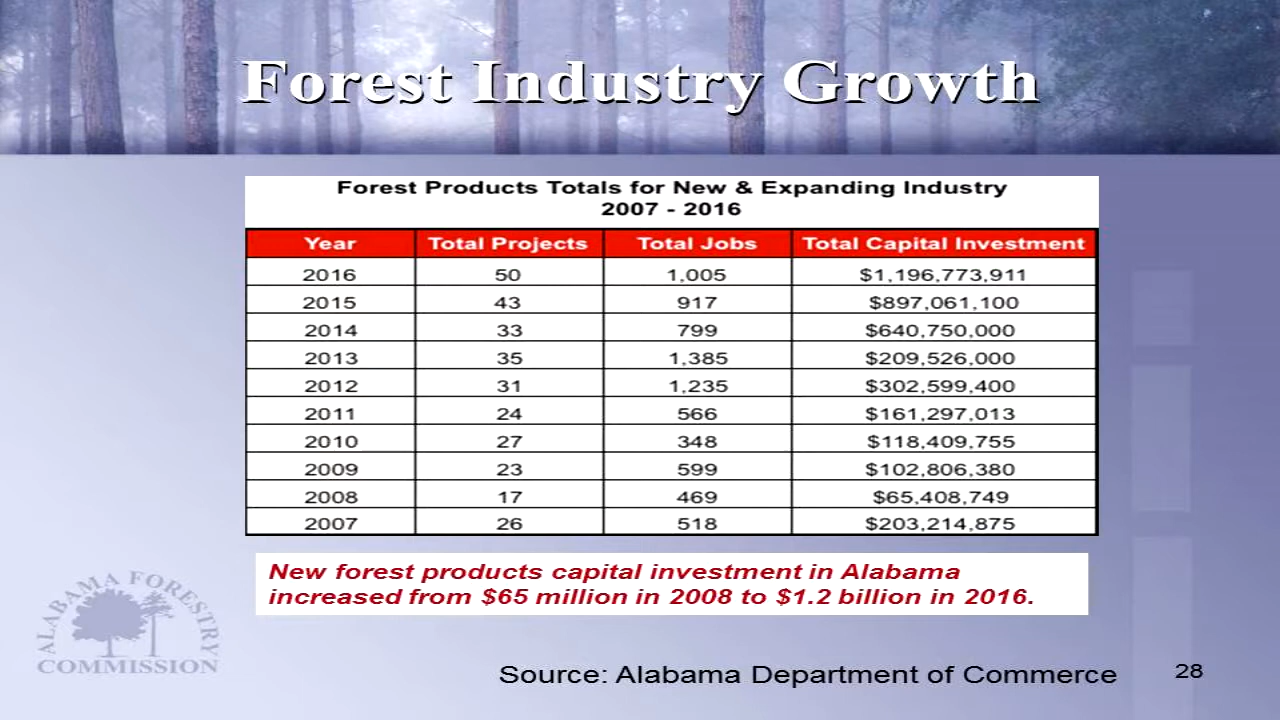 Forest Industry Growth
Forest Products Totals for New & Expanding Industry
2007 - 2016
Year Total Projects Total Jobs Total Capital Investment
2016 50 1,005 $1,196,773,911
2015 43 917 $897,061,100
2014 33 799 $640,750,000
2013 35 1,385 $209,526,000
2012 31 1,235 $302,599,400
2011 24 566 $161,297,013
2010 27 348 $118,409,755
2009 23 599 $102,806,380
2008 17 469 $65,408,749
2007 26 518 $203,214,875
New forest products capital investment in Alabama
increased from $65 million in 2008 to $1.2 billion in 2016.
ALABAMA FORESTRY
COMMISSION
Source: Alabama Department of Commerce
28